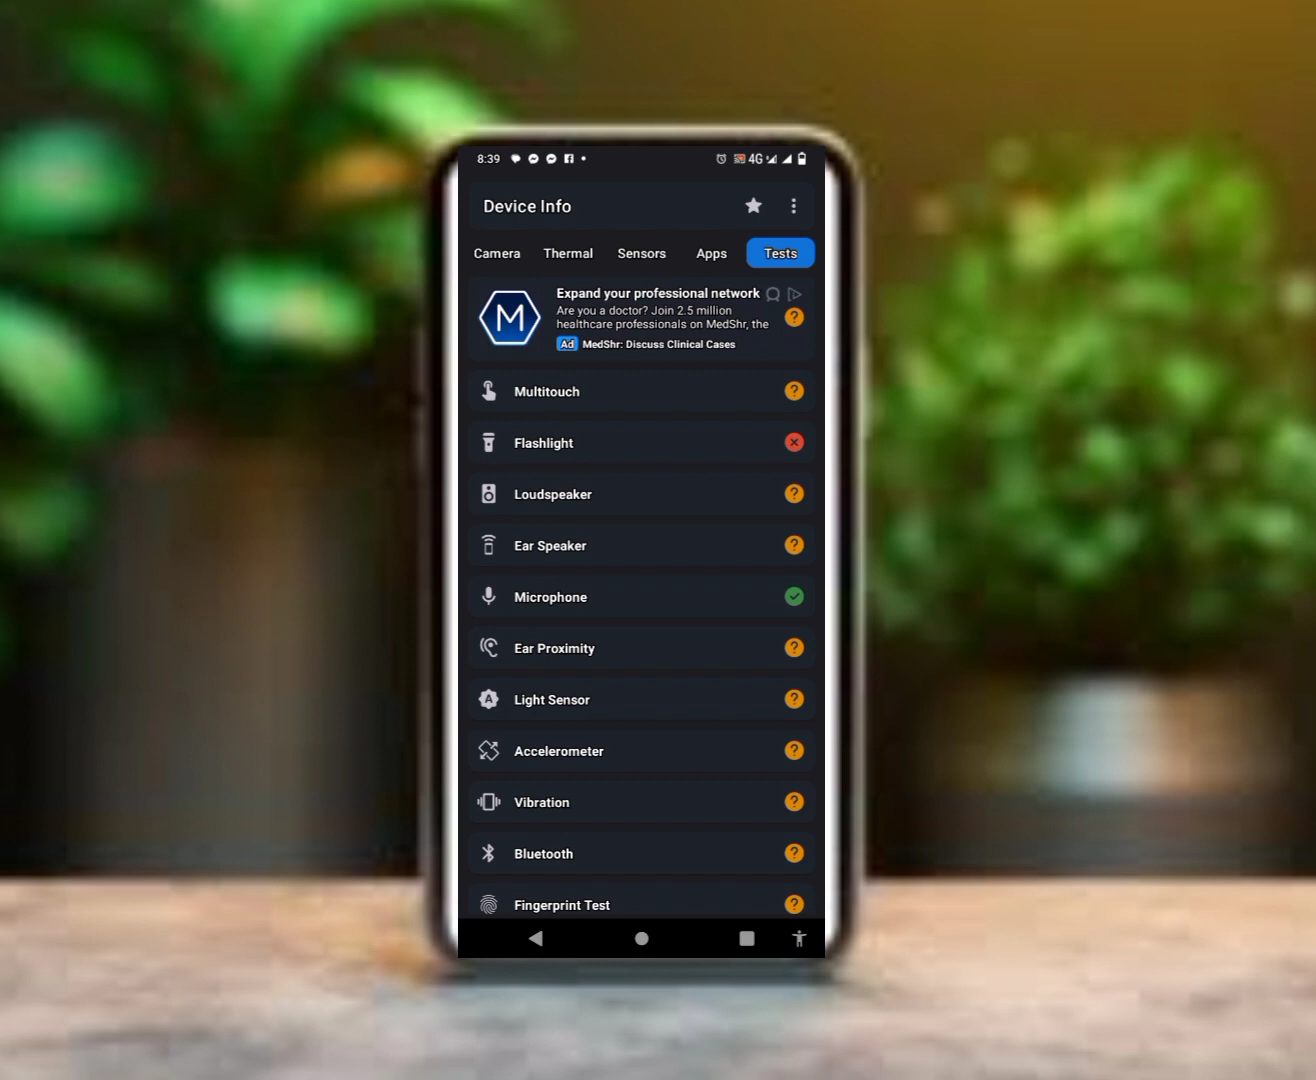 8:39
4G
Device Info
Camera Thermal Sensors Apps Tests
M
Expand your professional network
Are you a doctor? Join 2.5 million
healthcare professionals on MedShr, the
Ad MedShr: Discuss Clinical Cases
?
Multitouch ?
Flashlight
Loudspeaker ?
Ear Speaker ?
Microphone
Ear Proximity ?
A Light Sensor ?
Accelerometer ?
Vibration ?
Bluetooth ?
Fingerprint Test ?